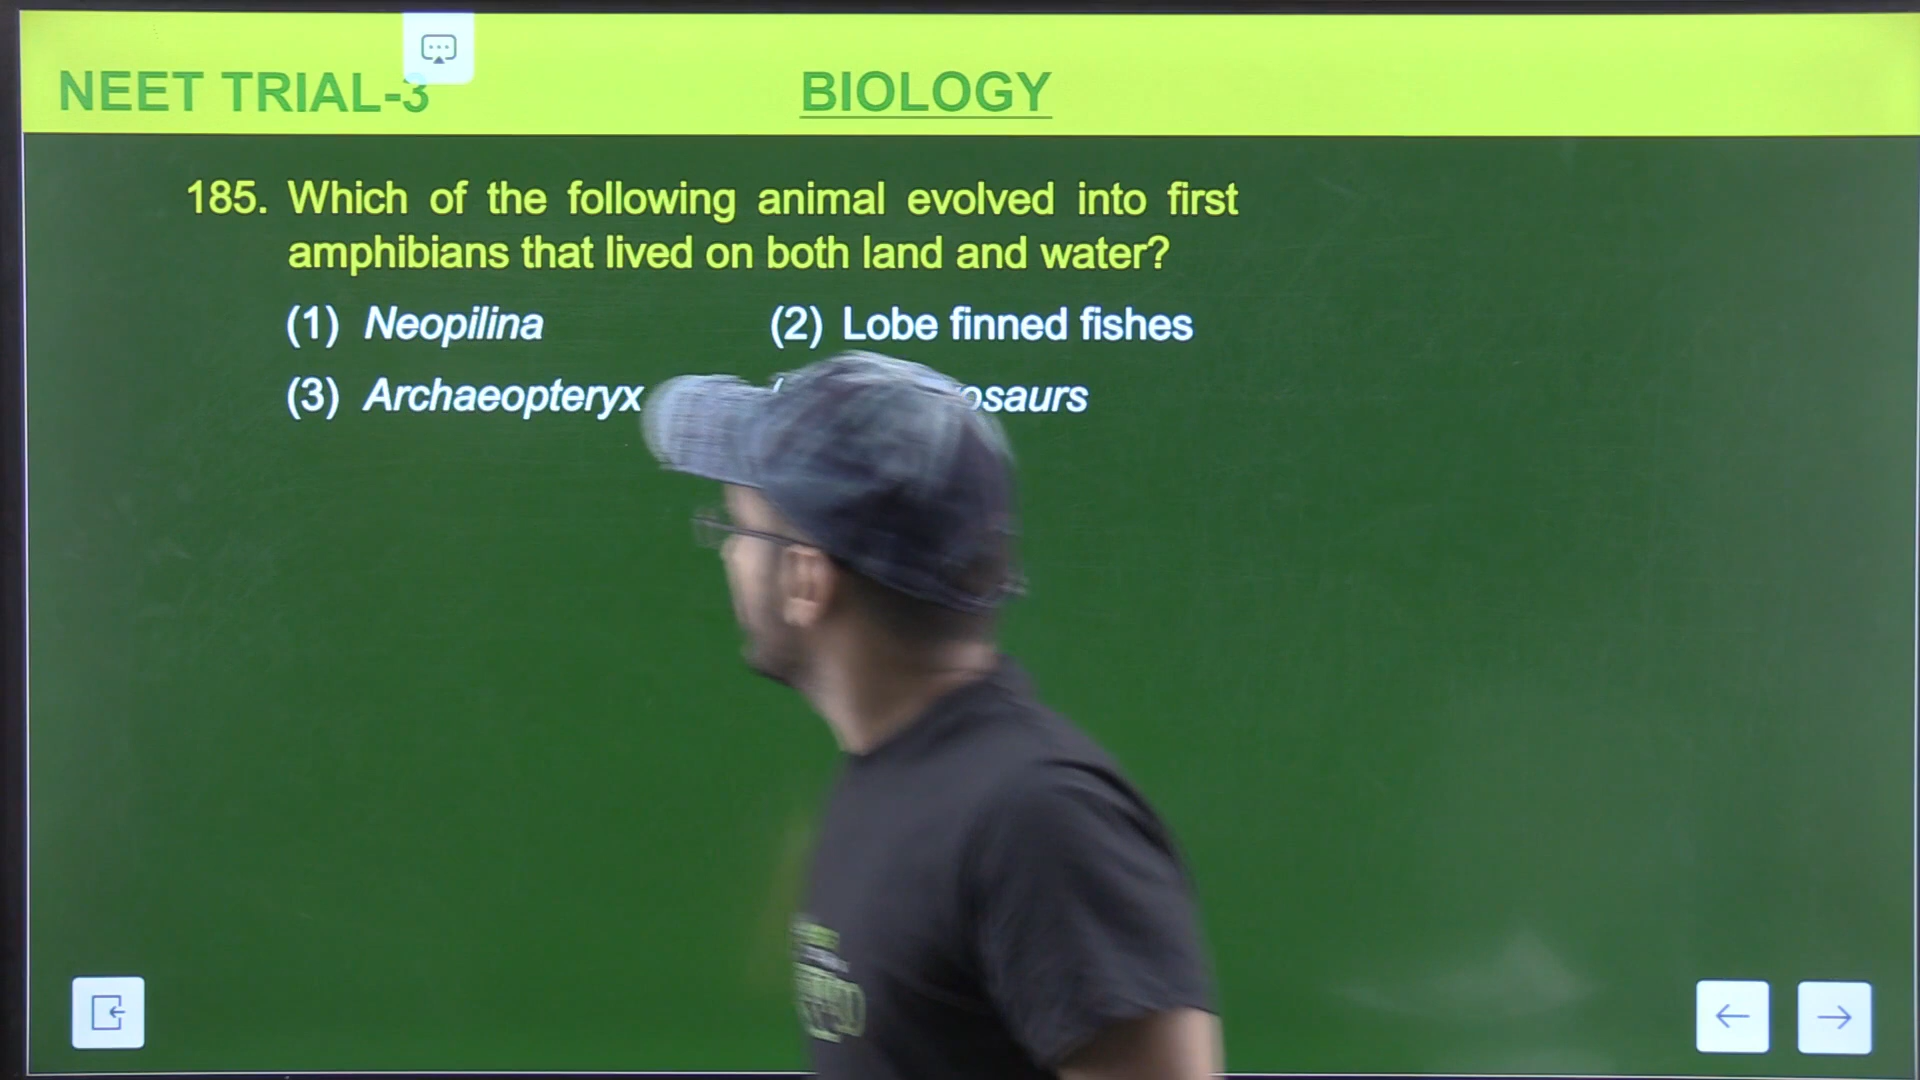 NEET TRIAL-3
BIOLOGY
185. Which of the following animal evolved into first
amphibians that lived on both land and water?
(1) Neopilina
(2) Lobe finned fishes
(3) Archaeopteryx